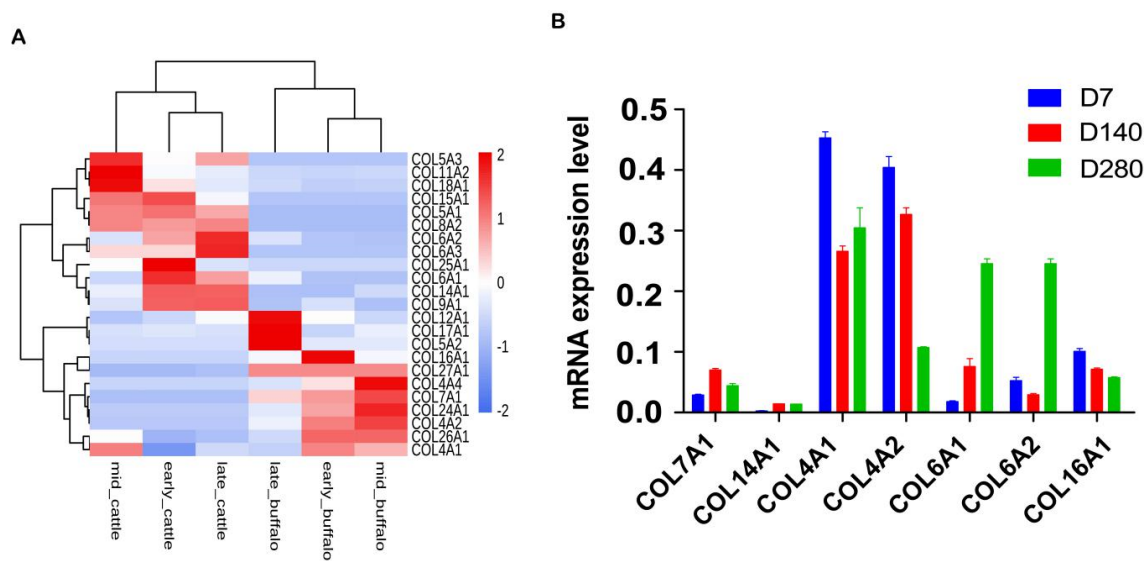 A
COL5A3
COL11A2
COL18A1
COL15A1
COL5A1
COL8A2
COL6A2
COL6A3
COL25A1
COL6A1
COL14A1
COL9A1
COL12A1
COL17A1
COL5A2
COL16A1
COL27A1
COL4A4
COL7A1
COL24A1
COL4A2
COL26A1
COL4A1
2
1
0
-1
-2
mid_cattle
early_cattle
late_cattle
late_buffalo
early_buffalo
mid_buffalo
B
mRNA expression level
0.5
0.4
0.3
0.2
0.1
0.0
D7
D140
D280
COL7A1
COL14A1
COL4A1
COL4A2
COL6A1
COL6A2
COL16A1